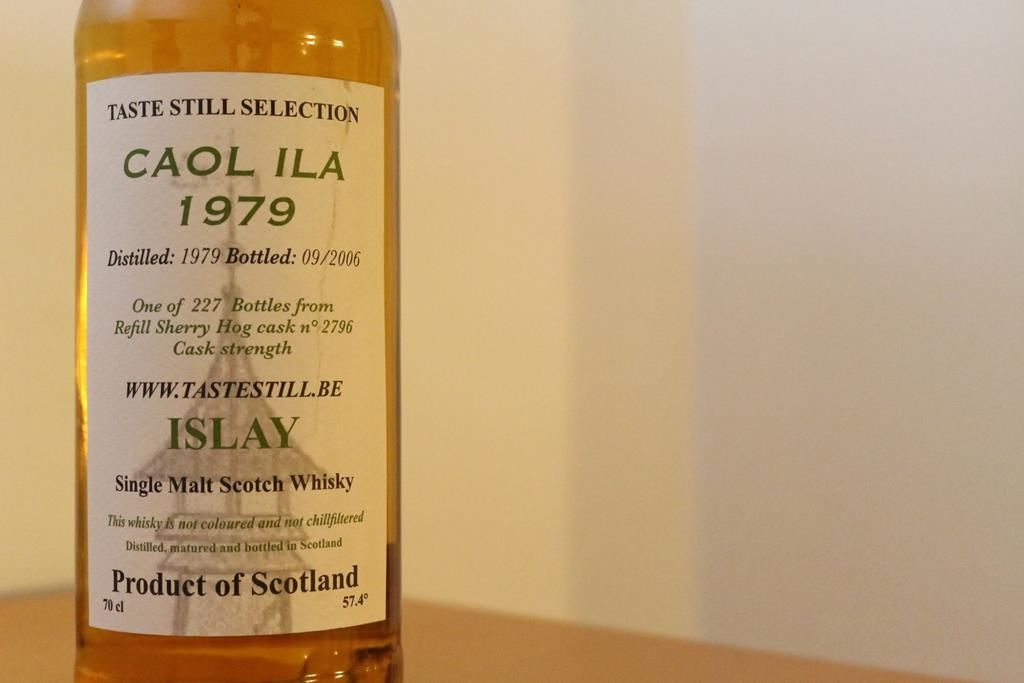 TASTE STILL SELECTION
CAOL ILA
1979
Distilled: 1979 Bottled: 09/2006
One of 227 Bottles from
Refill Sherry Hog cask n° 2796
Cask strength
WWW.TASTESTILL.BE
ISLAY
Single Malt Scotch Whisky
This whisky is not coloured and not chillfiltered
Distilled, matured and bottled in Scotland
Product of Scotland
70 cl 57.4°